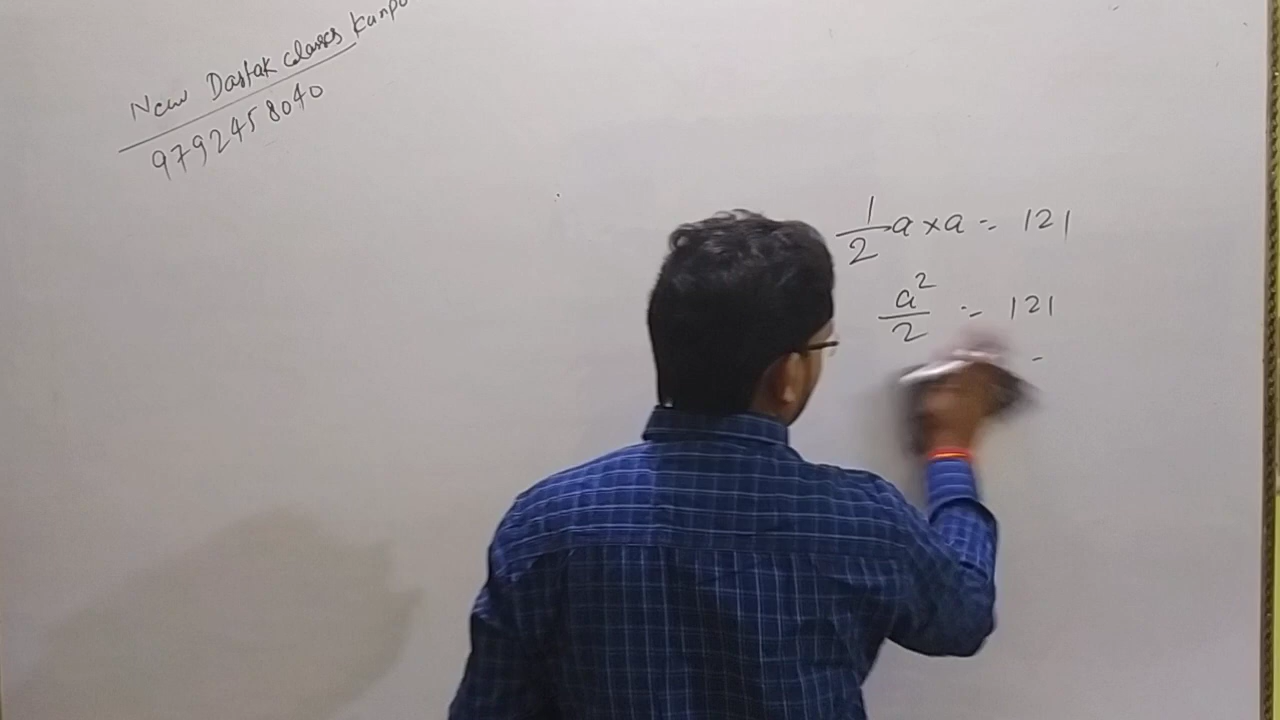 New Dastak classes Kanpu
9792458040
1/2 a × a = 121
a²/2 = 121